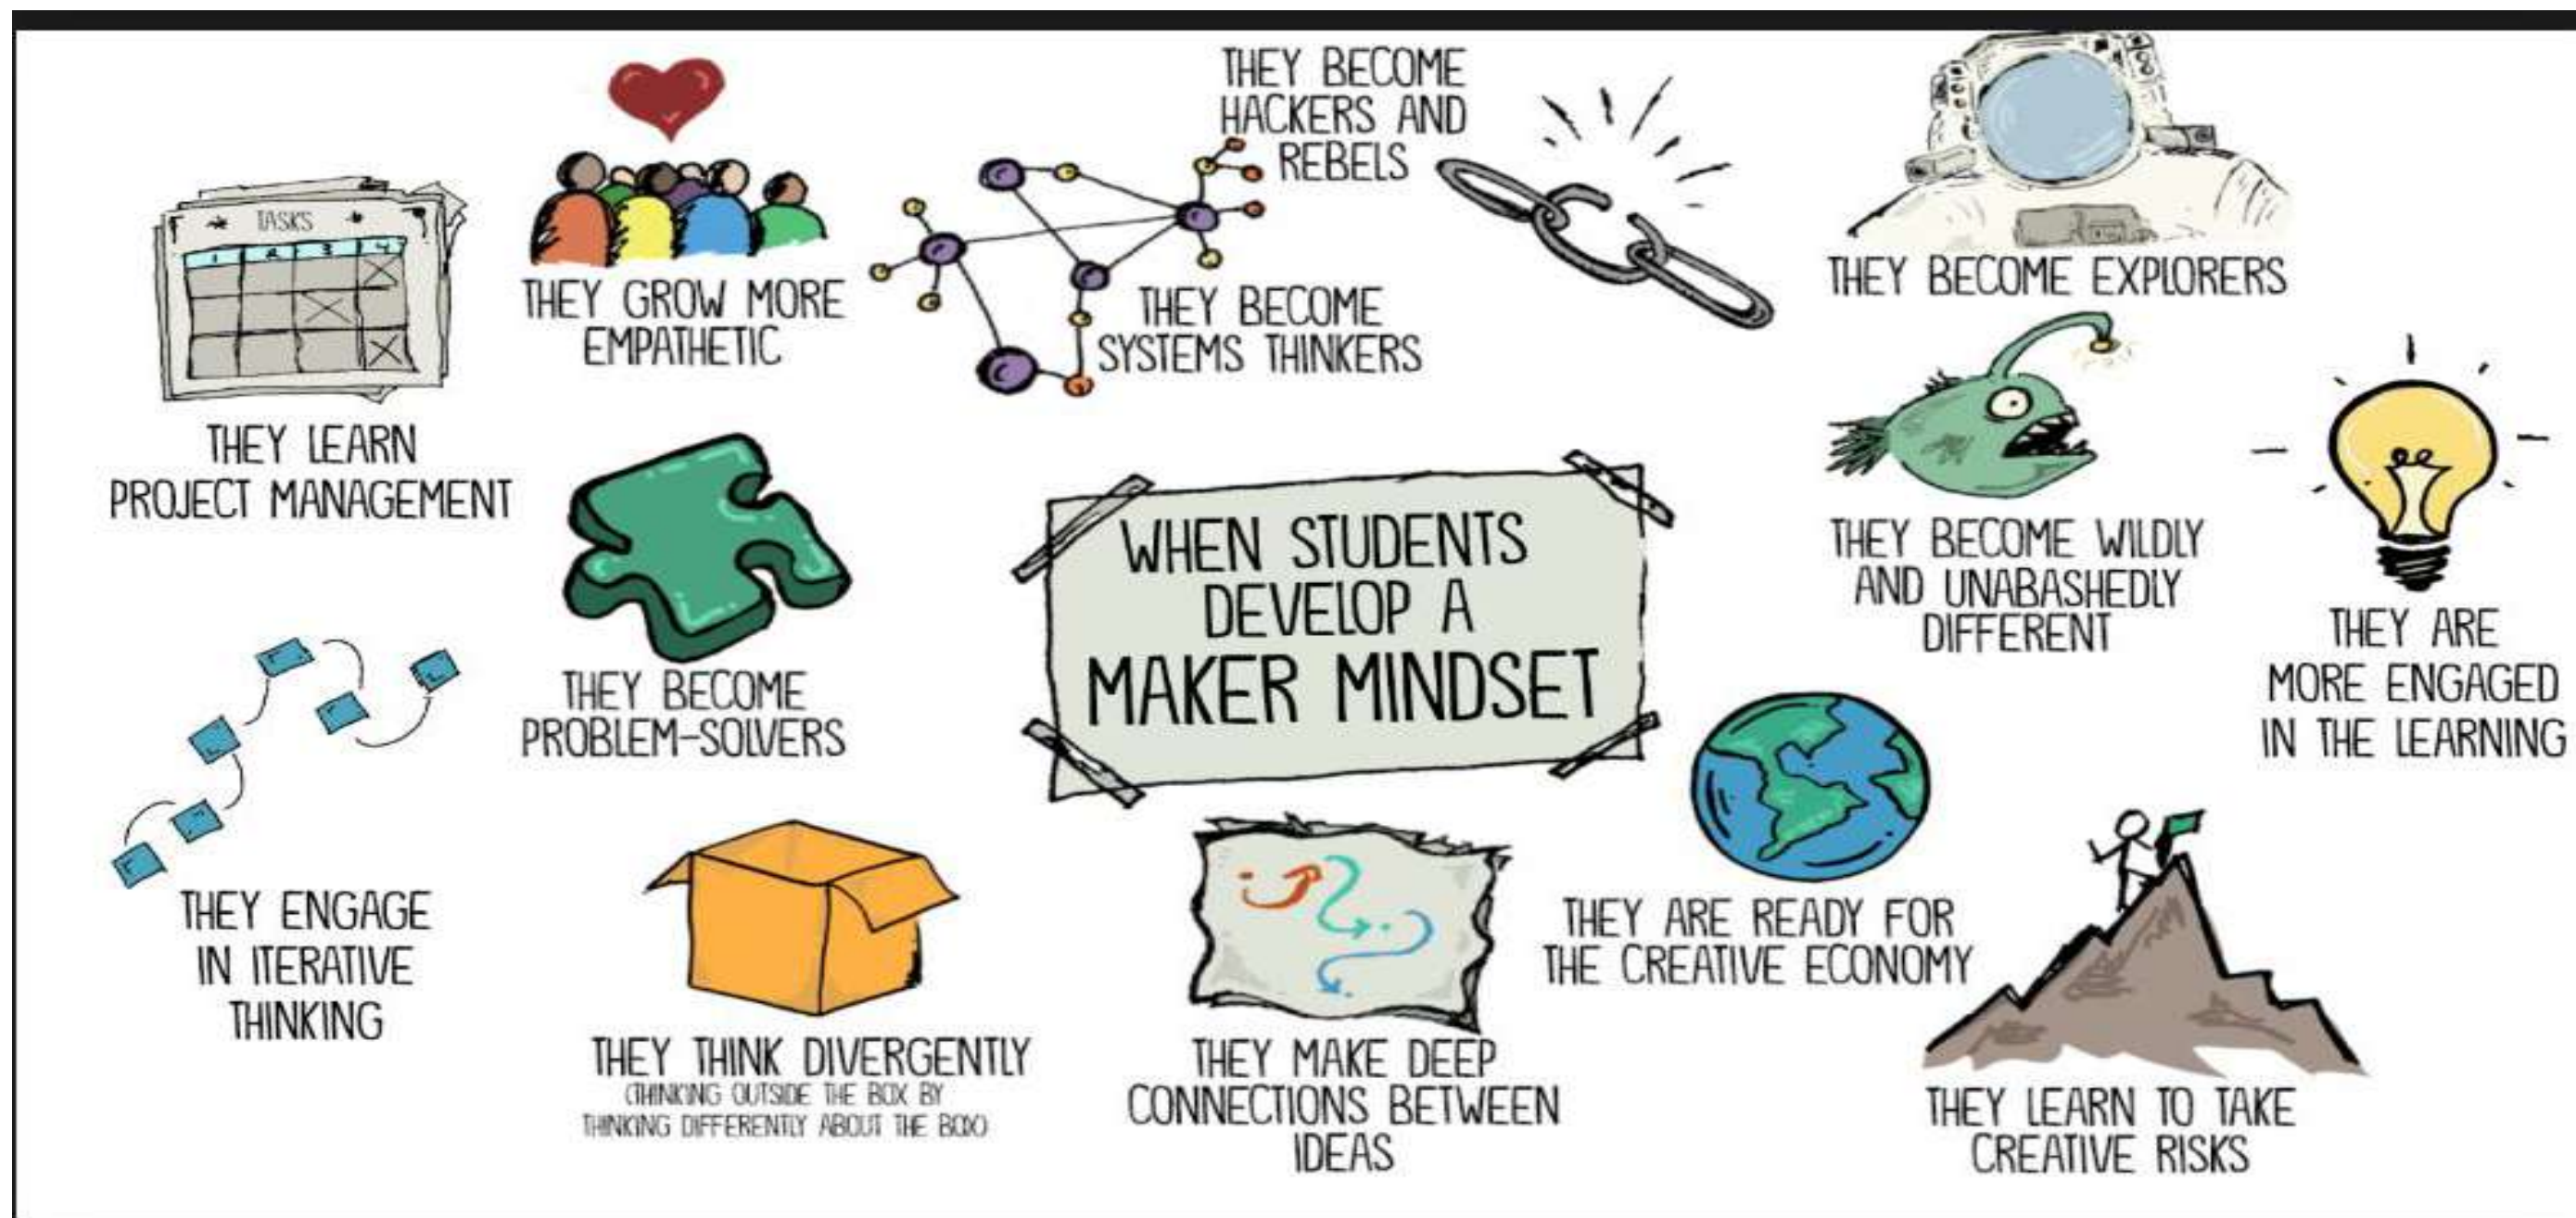 TASKS
1 2 3 4
THEY LEARN
PROJECT MANAGEMENT
THEY GROW MORE
EMPATHETIC
THEY BECOME
SYSTEMS THINKERS
THEY BECOME
HACKERS AND
REBELS
THEY BECOME EXPLORERS
THEY BECOME
PROBLEM-SOLVERS
WHEN STUDENTS
DEVELOP A
MAKER MINDSET
THEY BECOME WILDLY
AND UNABASHEDLY
DIFFERENT
THEY ARE
MORE ENGAGED
IN THE LEARNING
THEY ENGAGE
IN ITERATIVE
THINKING
THEY THINK DIVERGENTLY
(THINKING OUTSIDE THE BOX BY
THINKING DIFFERENTLY ABOUT THE BOX)
THEY MAKE DEEP
CONNECTIONS BETWEEN
IDEAS
THEY ARE READY FOR
THE CREATIVE ECONOMY
THEY LEARN TO TAKE
CREATIVE RISKS